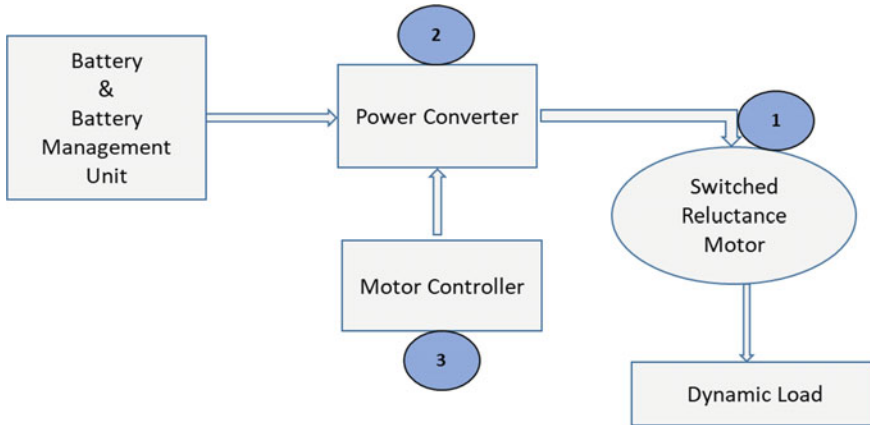 2
Battery
&
Battery
Management
Unit
Power Converter
1
Switched
Reluctance
Motor
Motor Controller
3
Dynamic Load